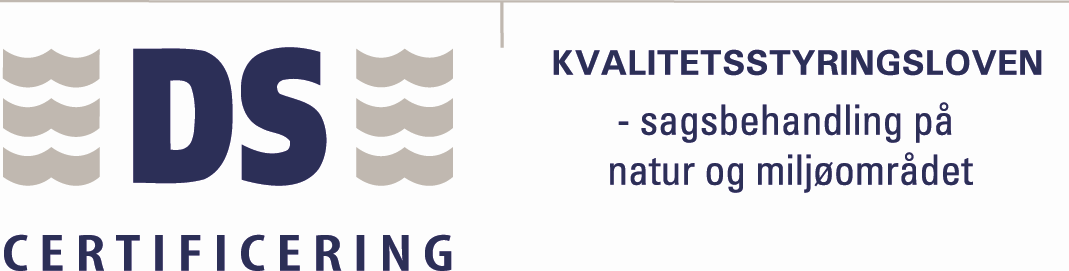 DS
CERTIFICERING
KVALITETSSTYRINGSLOVEN
- sagsbehandling på
natur og miljøområdet